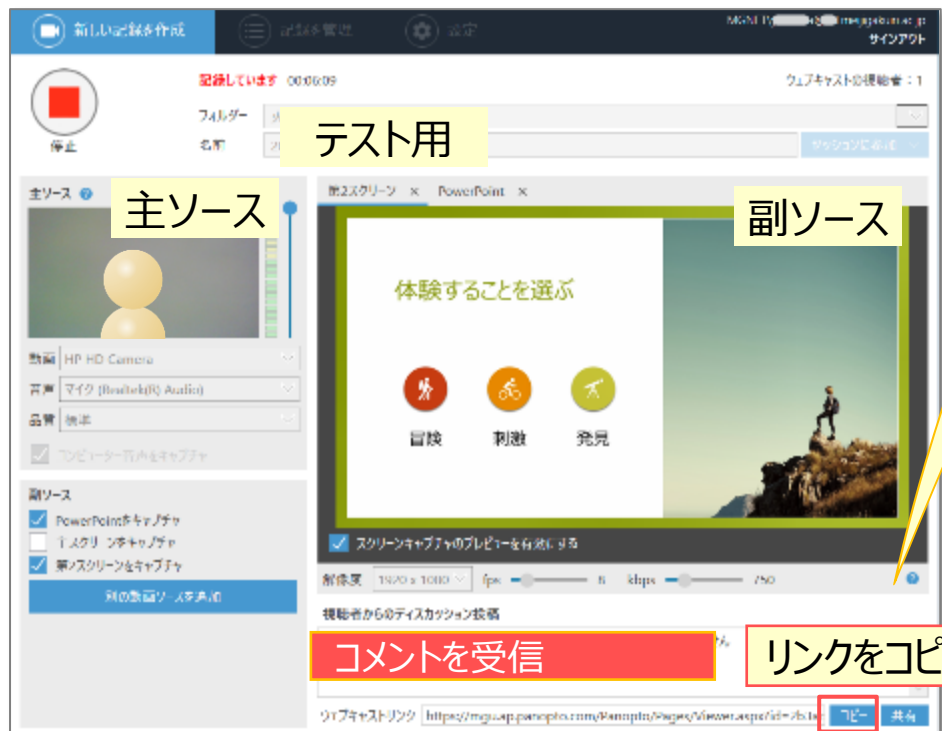 新しい記録を作成
記録を管理
設定
サインアウト
記録しています 00:06:09
ウェブキャストの視聴者：1
フォルダー
テスト用
停止
名前
主ソース
主ソース
第2スクリーン × PowerPoint ×
副ソース
体験することを選ぶ
冒険 刺激 発見
動画 HP HD Camera
音声 マイク (Realtek(R) Audio)
品質 標準
コンピューター音声をキャプチャ
副ソース
PowerPointをキャプチャ
主スクリーンをキャプチャ
第2スクリーンをキャプチャ
別の動画ソースを追加
スクリーンキャプチャのプレビューを有効にする
解像度 1920 x 1080 fps 8 kbps 750
視聴者からのディスカッション投稿
コメントを受信
リンクをコピ
ウェブキャストリンク
コピー 共有